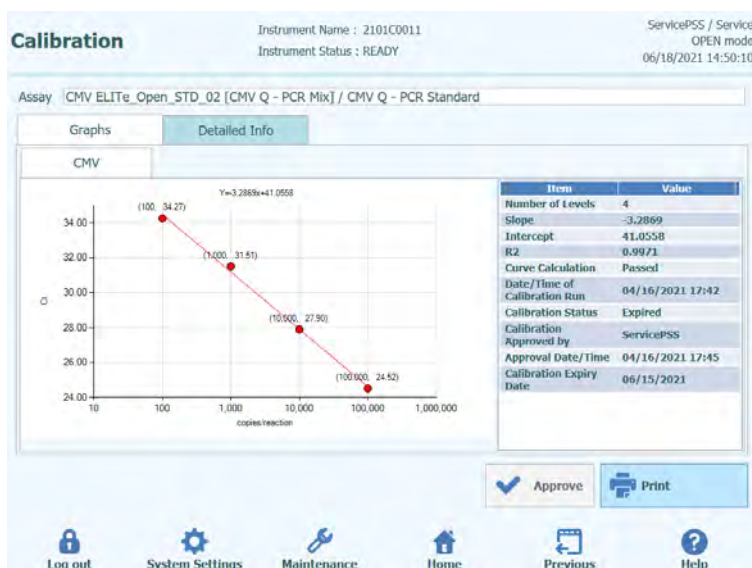 Calibration
Instrument Name : 2101C0011
Instrument Status : READY
ServicePSS / Service
OPEN mode
06/18/2021 14:50:10
Assay CMV ELITe_Open_STD_02 [CMV Q - PCR Mix] / CMV Q - PCR Standard
Graphs Detailed Info
CMV
Y=-3.2869x+41.0558
(100, 34.27)
(1,000, 31.51)
(10,000, 27.90)
(100,000, 24.52)
34.00
32.00
30.00
28.00
26.00
24.00
Ct
10 100 1,000 10,000 100,000 1,000,000
copies/reaction
Item Value
Number of Levels 4
Slope -3.2869
Intercept 41.0558
R2 0.9971
Curve Calculation Passed
Date/Time of Calibration Run 04/16/2021 17:42
Calibration Status Expired
Calibration Approved by ServicePSS
Approval Date/Time 04/16/2021 17:45
Calibration Expiry Date 06/15/2021
Approve Print
Log out System Settings Maintenance Home Previous Help